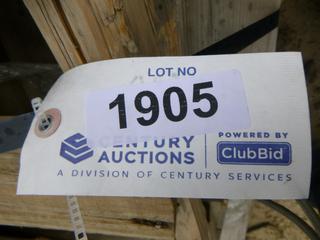 LOT NO
1905
CENTURY
AUCTIONS
POWERED BY
ClubBid
A DIVISION OF CENTURY SERVICES